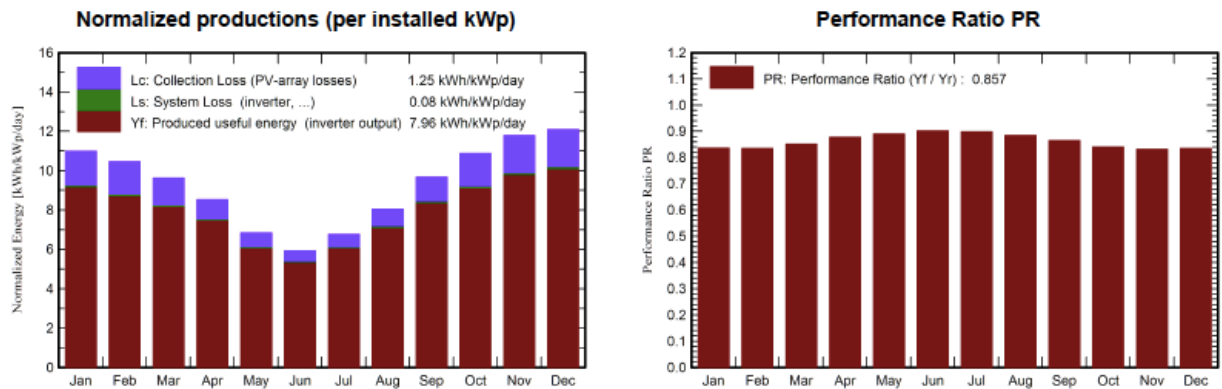 Normalized productions (per installed kWp)
Normalized Energy [kWh/kWp/day]
16
14
12
10
8
6
4
2
0
Lc: Collection Loss (PV-array losses) 1.25 kWh/kWp/day
Ls: System Loss (inverter, ...) 0.08 kWh/kWp/day
Yf: Produced useful energy (inverter output) 7.96 kWh/kWp/day
Jan Feb Mar Apr May Jun Jul Aug Sep Oct Nov Dec
Performance Ratio PR
Performance Ratio PR
1.2
1.1
1.0
0.9
0.8
0.7
0.6
0.5
0.4
0.3
0.2
0.1
0.0
PR: Performance Ratio (Yf / Yr) : 0.857
Jan Feb Mar Apr May Jun Jul Aug Sep Oct Nov Dec